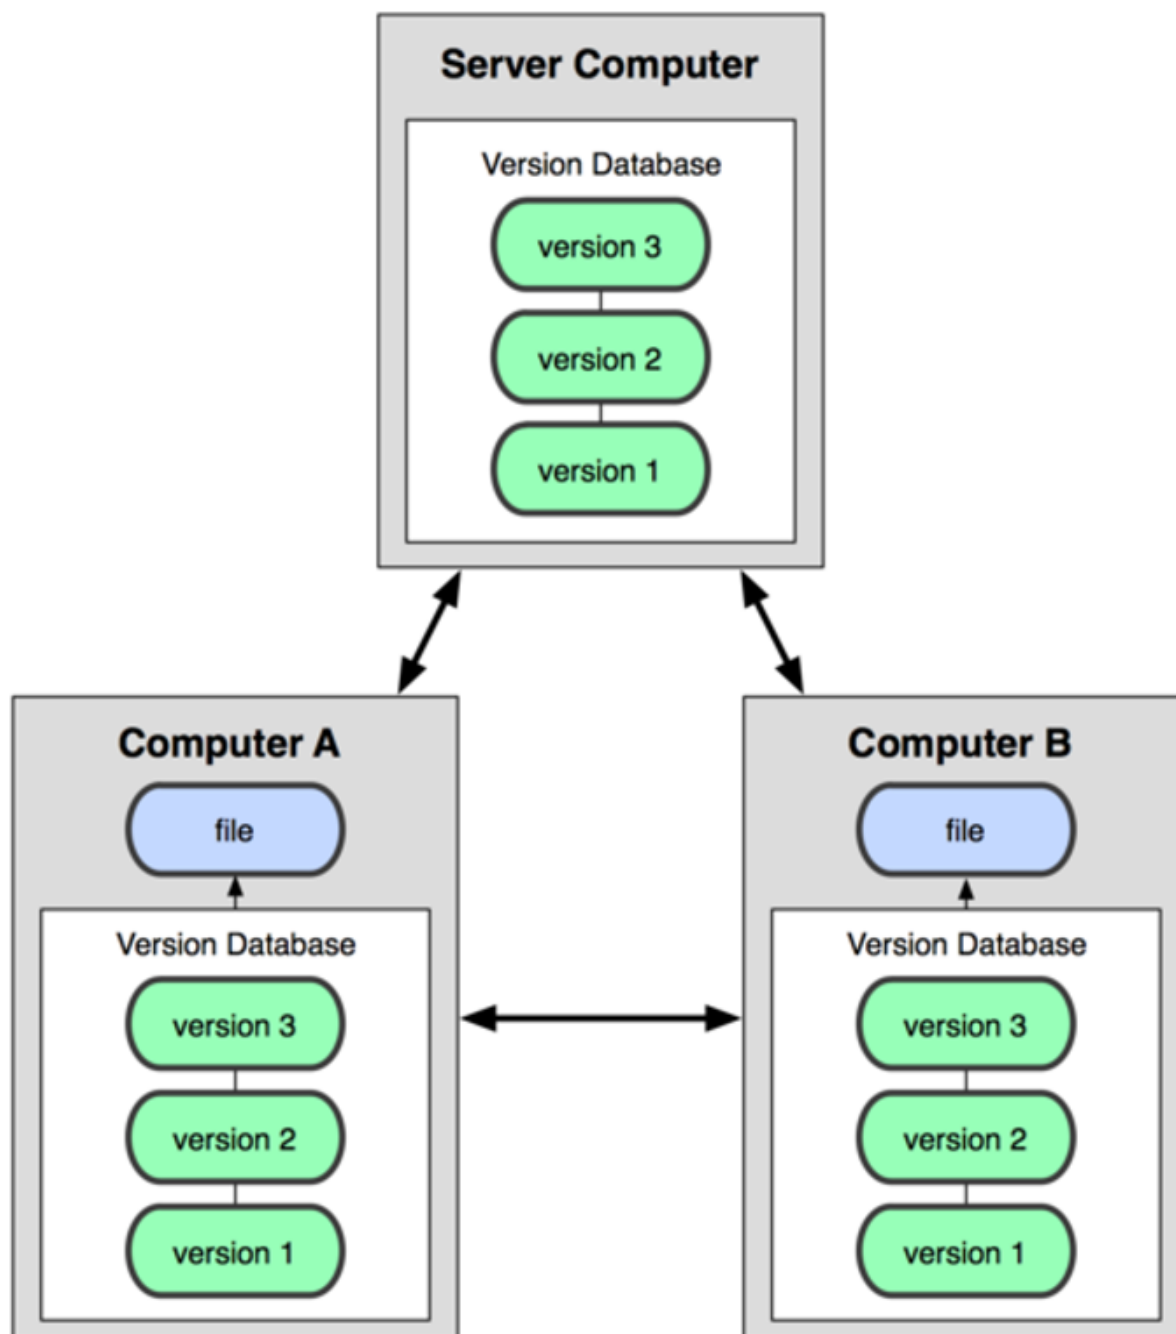 Server Computer
Version Database
version 3
version 2
version 1
Computer A
file
Version Database
version 3
version 2
version 1
Computer B
file
Version Database
version 3
version 2
version 1